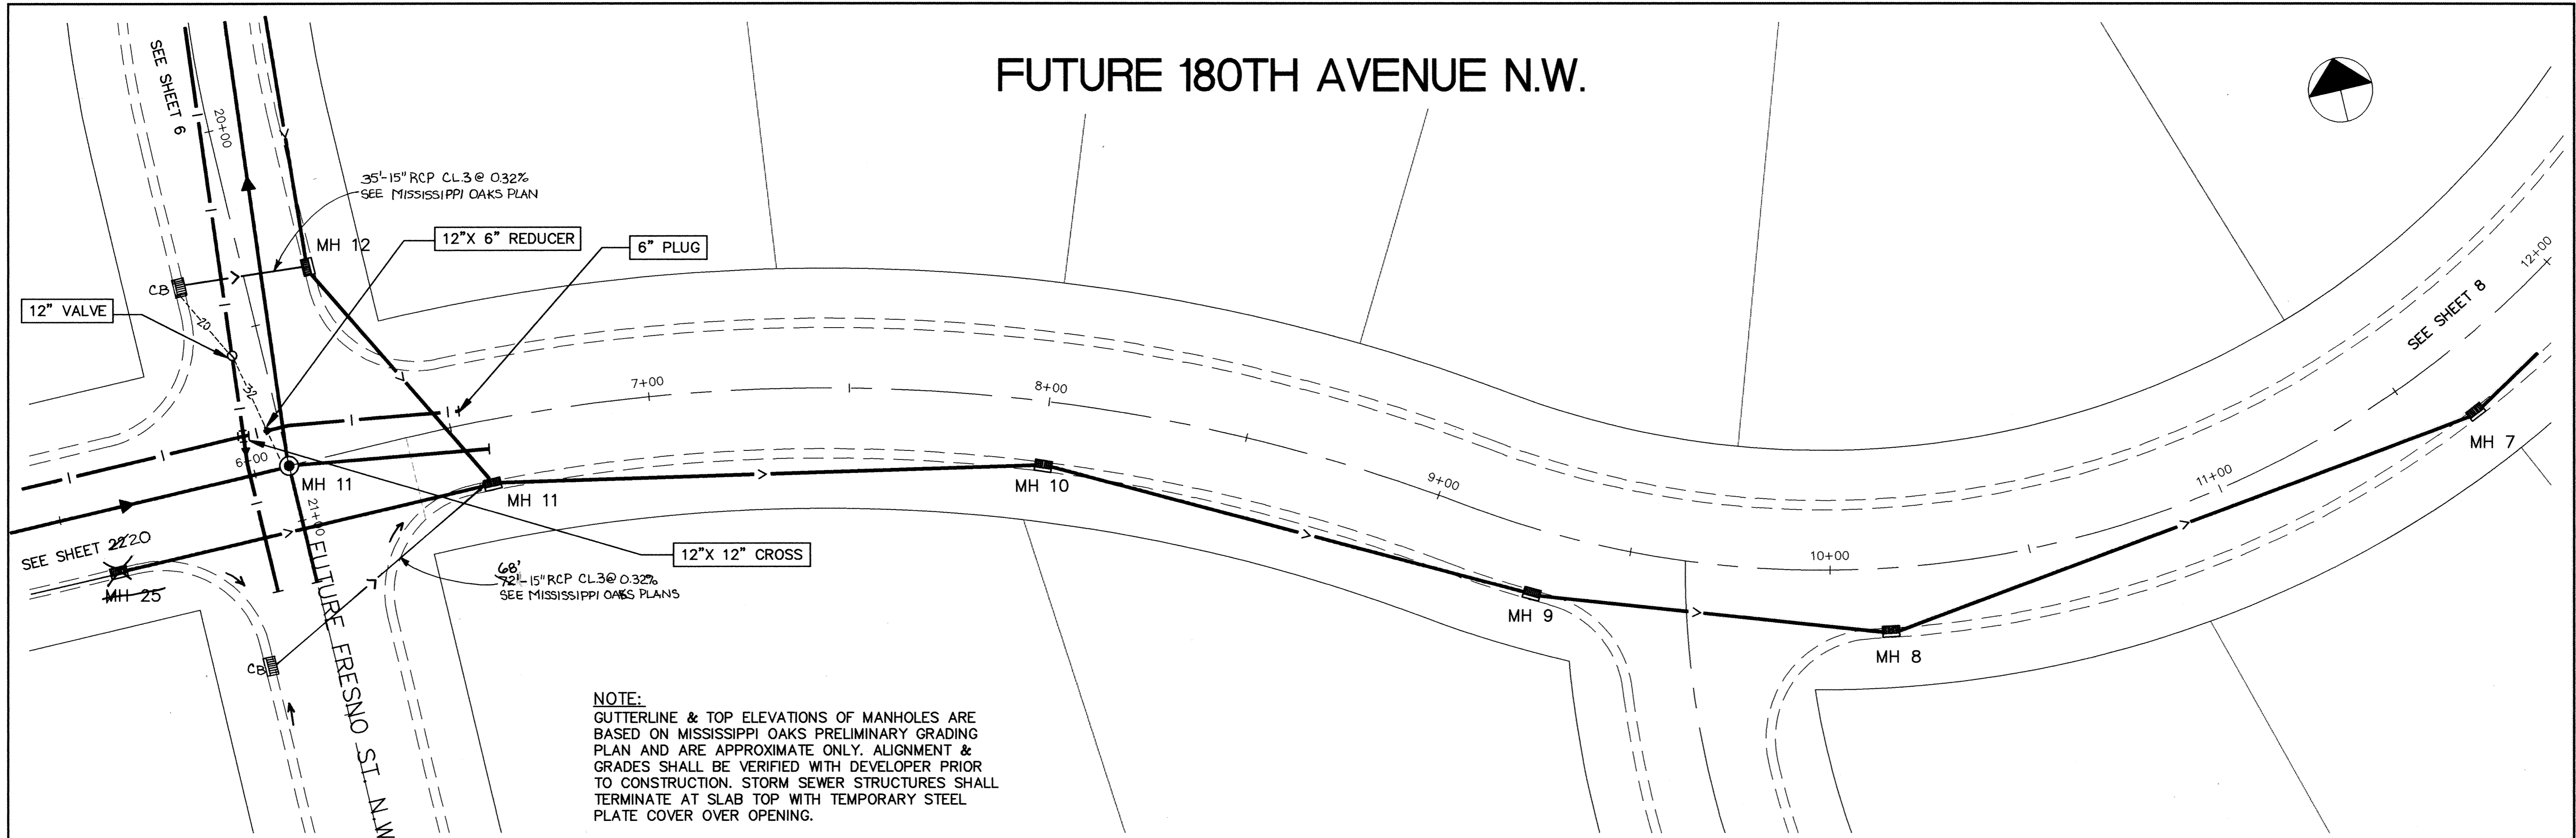 FUTURE 180TH AVENUE N.W.
SEE SHEET 6
20+00
35'-15" RCP CL.3 @ 0.32%
SEE MISSISSIPPI OAKS PLAN
MH 12
12"X 6" REDUCER
6" PLUG
CB
12" VALVE
20
32
7+00
8+00
9+00
10+00
11+00
12+00
SEE SHEET 8
6+00
MH 11
MH 11
MH 10
MH 9
MH 8
MH 7
21+00
SEE SHEET 2220
MH 25
12"X 12" CROSS
68'
72'-15" RCP CL.3@ 0.32%
SEE MISSISSIPPI OAKS PLANS
CB
FUTURE FRESNO ST. N.W
NOTE:
GUTTERLINE & TOP ELEVATIONS OF MANHOLES ARE
BASED ON MISSISSIPPI OAKS PRELIMINARY GRADING
PLAN AND ARE APPROXIMATE ONLY. ALIGNMENT &
GRADES SHALL BE VERIFIED WITH DEVELOPER PRIOR
TO CONSTRUCTION. STORM SEWER STRUCTURES SHALL
TERMINATE AT SLAB TOP WITH TEMPORARY STEEL
PLATE COVER OVER OPENING.